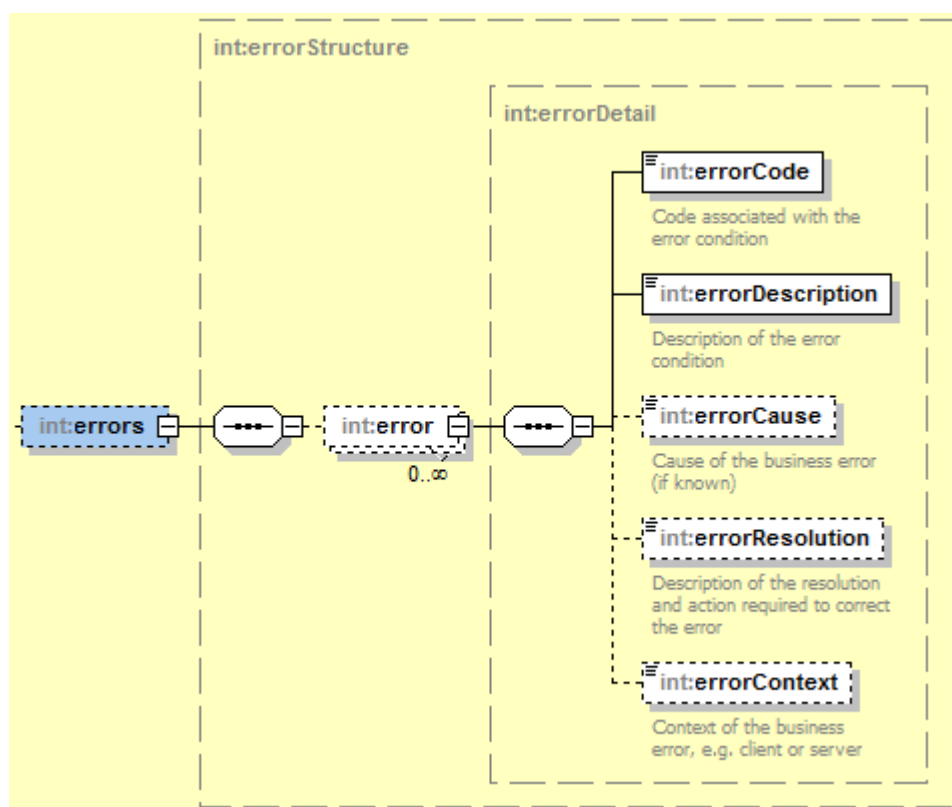 int:errorStructure
int:errorDetail
int:errorCode
Code associated with the
error condition
int:errorDescription
Description of the error
condition
int:errors
int:error
0..∞
int:errorCause
Cause of the business error
(if known)
int:errorResolution
Description of the resolution
and action required to correct
the error
int:errorContext
Context of the business
error, e.g. client or server